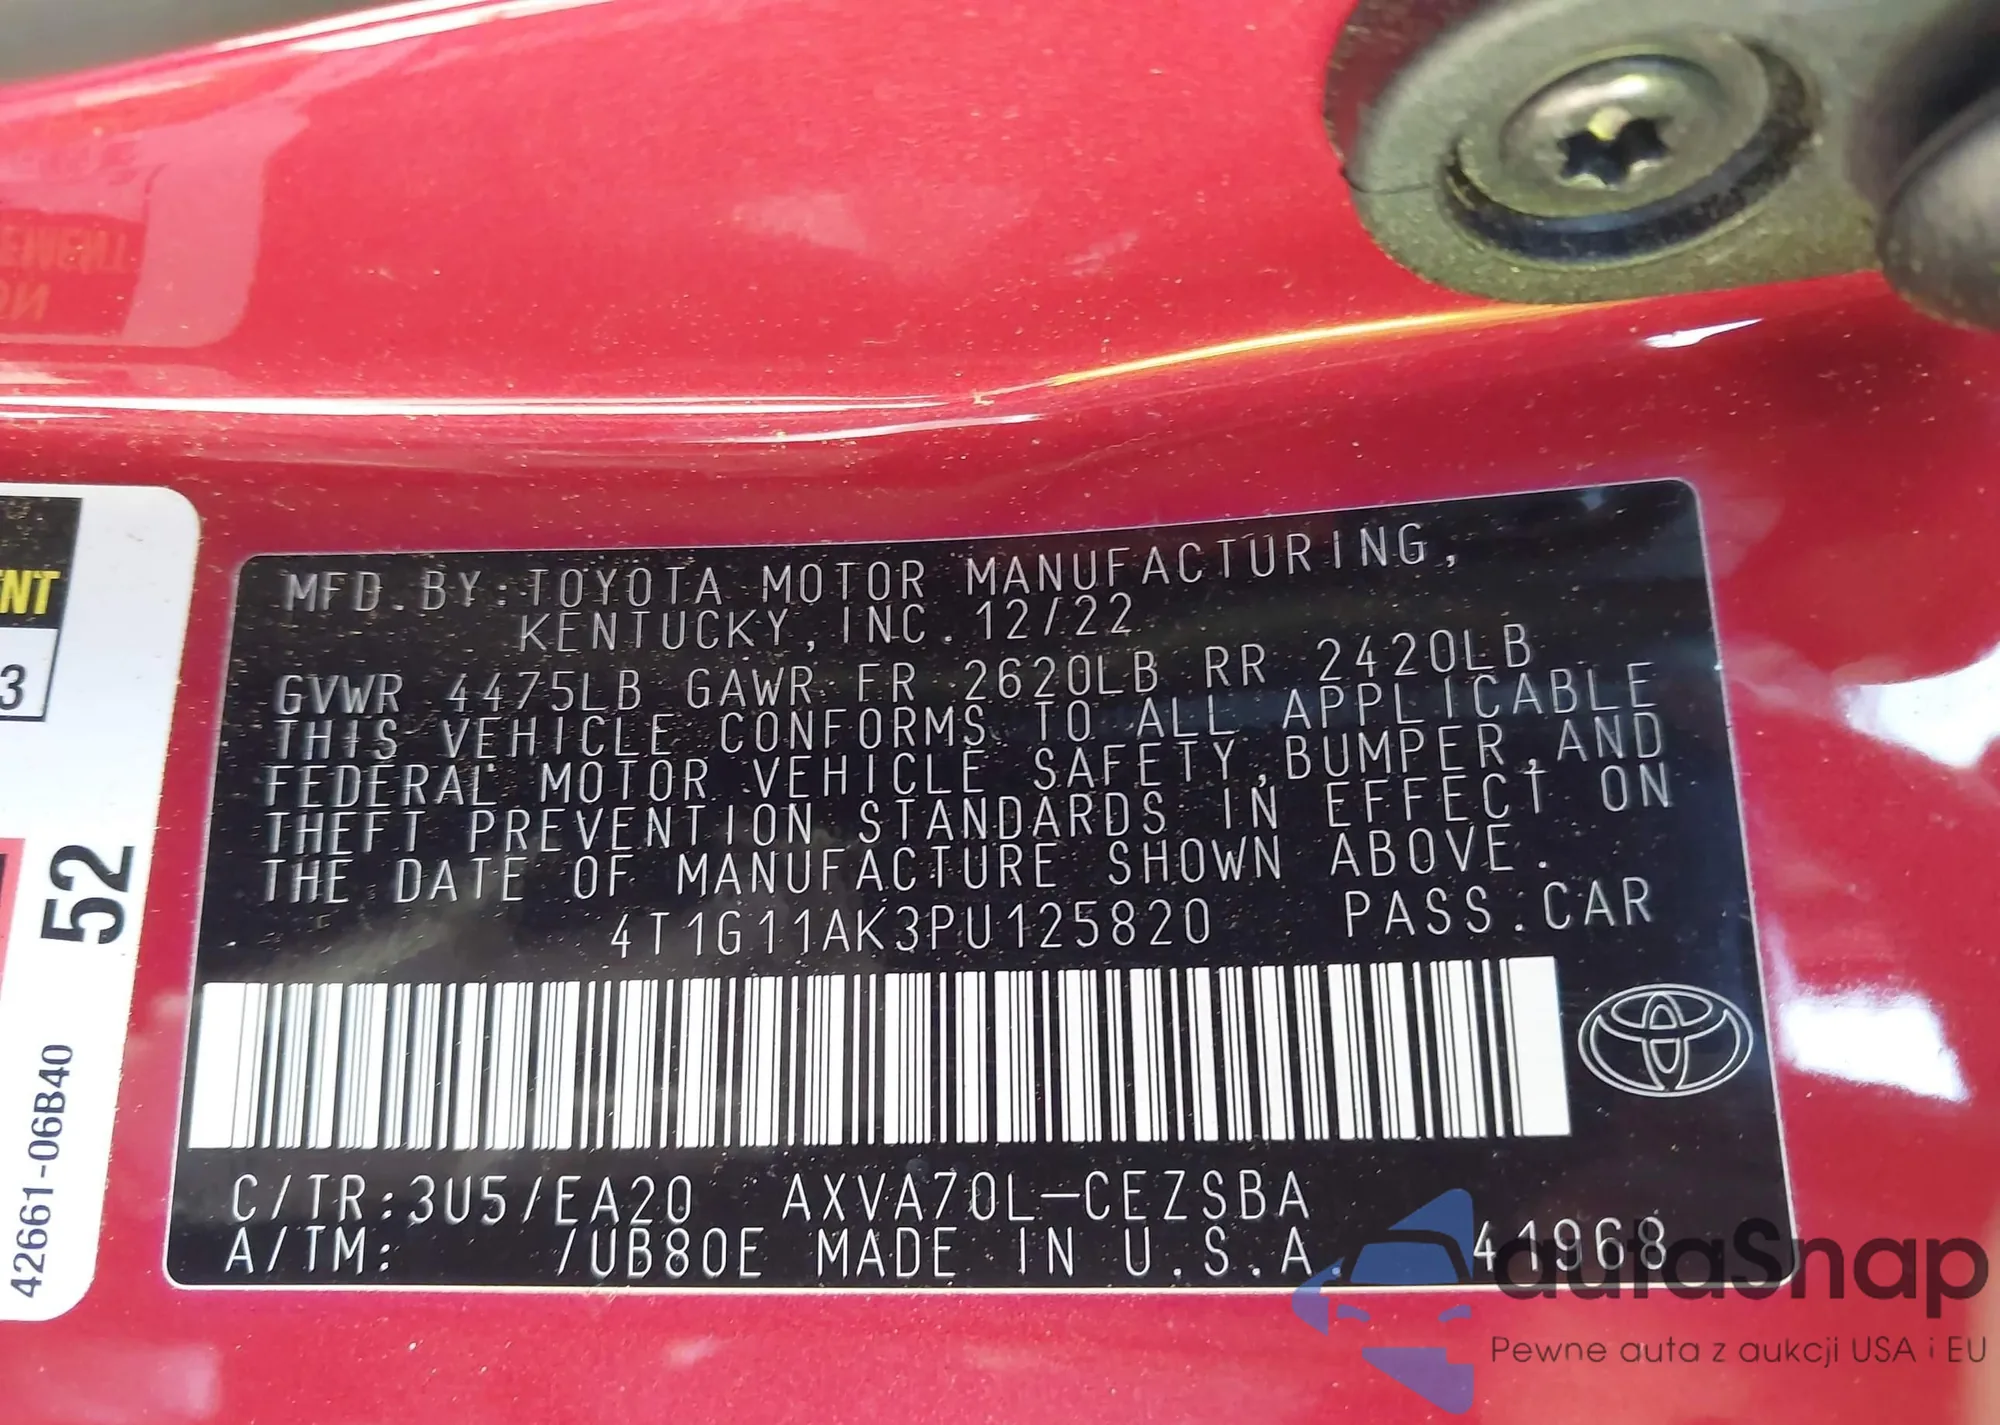 MFD.BY:TOYOTA MOTOR MANUFACTURING,
KENTUCKY, INC. 12/22
GVWR 4475LB GAWR FR 2620LB RR 2420LB
THIS VEHICLE CONFORMS TO ALL APPLICABLE
FEDERAL MOTOR VEHICLE SAFETY,BUMPER,AND
THEFT PREVENTION STANDARDS IN EFFECT ON
THE DATE OF MANUFACTURE SHOWN ABOVE.
4T1G11AK3PU125820 PASS.CAR
C/TR:3U5/EA20 AXVA70L-CEZSBA
A/TM: /UB80E MADE IN U.S.A. 41968
52
42661-06B40
3
autoSnap
Pewne auta z aukcji USA i EU